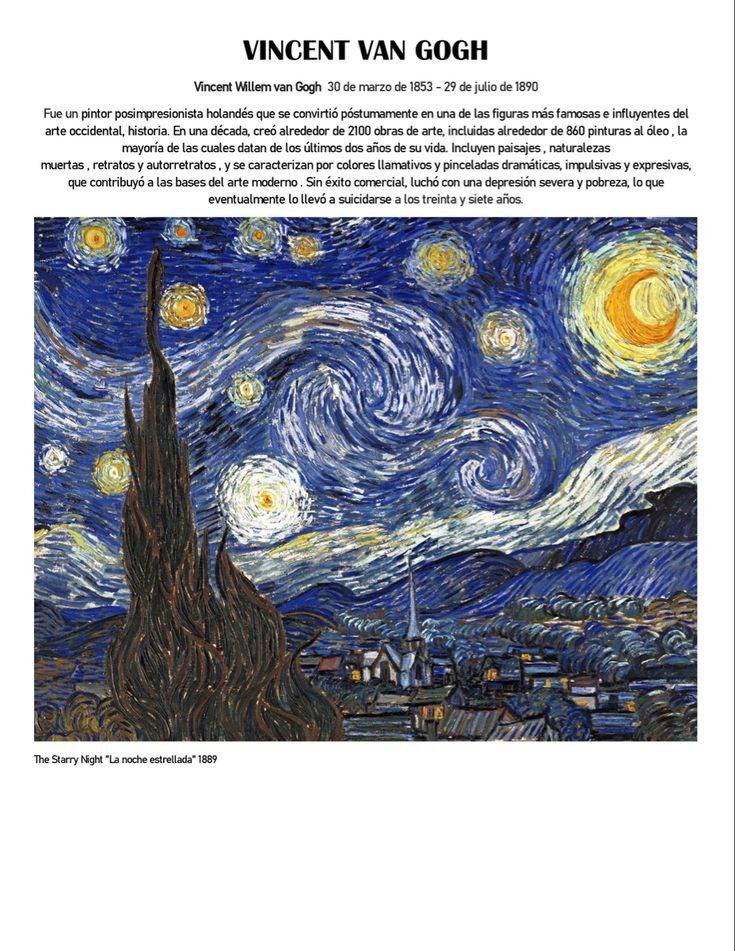 VINCENT VAN GOGH
Vincent Willem van Gogh 30 de marzo de 1853 - 29 de julio de 1890
Fue un pintor posimpresionista holandés que se convirtió póstumamente en una de las figuras más famosas e influyentes del
arte occidental, historia. En una década, creó alrededor de 2100 obras de arte, incluidas alrededor de 860 pinturas al óleo , la
mayoría de las cuales datan de los últimos dos años de su vida. Incluyen paisajes , naturalezas
muertas , retratos y autorretratos , y se caracterizan por colores llamativos y pinceladas dramáticas, impulsivas y expresivas,
que contribuyó a las bases del arte moderno . Sin éxito comercial, luchó con una depresión severa y pobreza, lo que
eventualmente lo llevó a suicidarse a los treinta y siete años.
The Starry Night "La noche estrellada" 1889